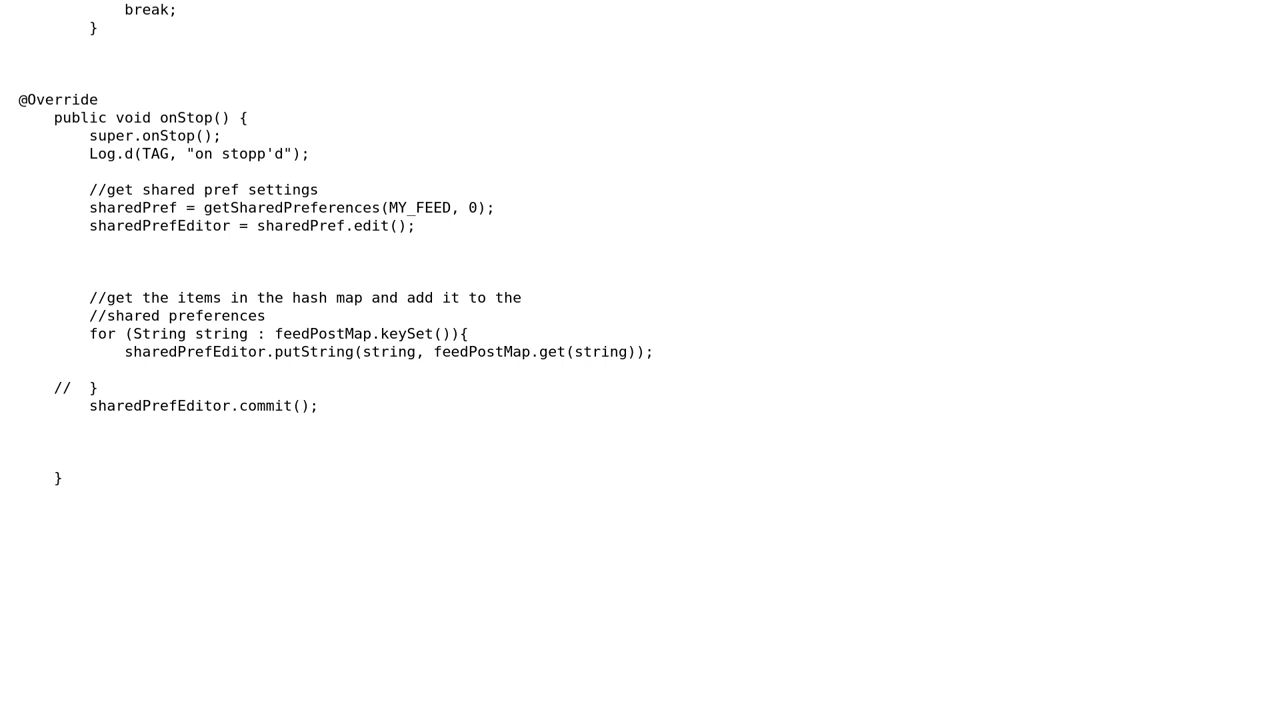 break;
        }
@Override
    public void onStop() {
        super.onStop();
        Log.d(TAG, "on stopp'd");
        //get shared pref settings
        sharedPref = getSharedPreferences(MY_FEED, 0);
        sharedPrefEditor = sharedPref.edit();
        //get the items in the hash map and add it to the
        //shared preferences
        for (String string : feedPostMap.keySet()){
            sharedPrefEditor.putString(string, feedPostMap.get(string));
    //  }
        sharedPrefEditor.commit();
    }